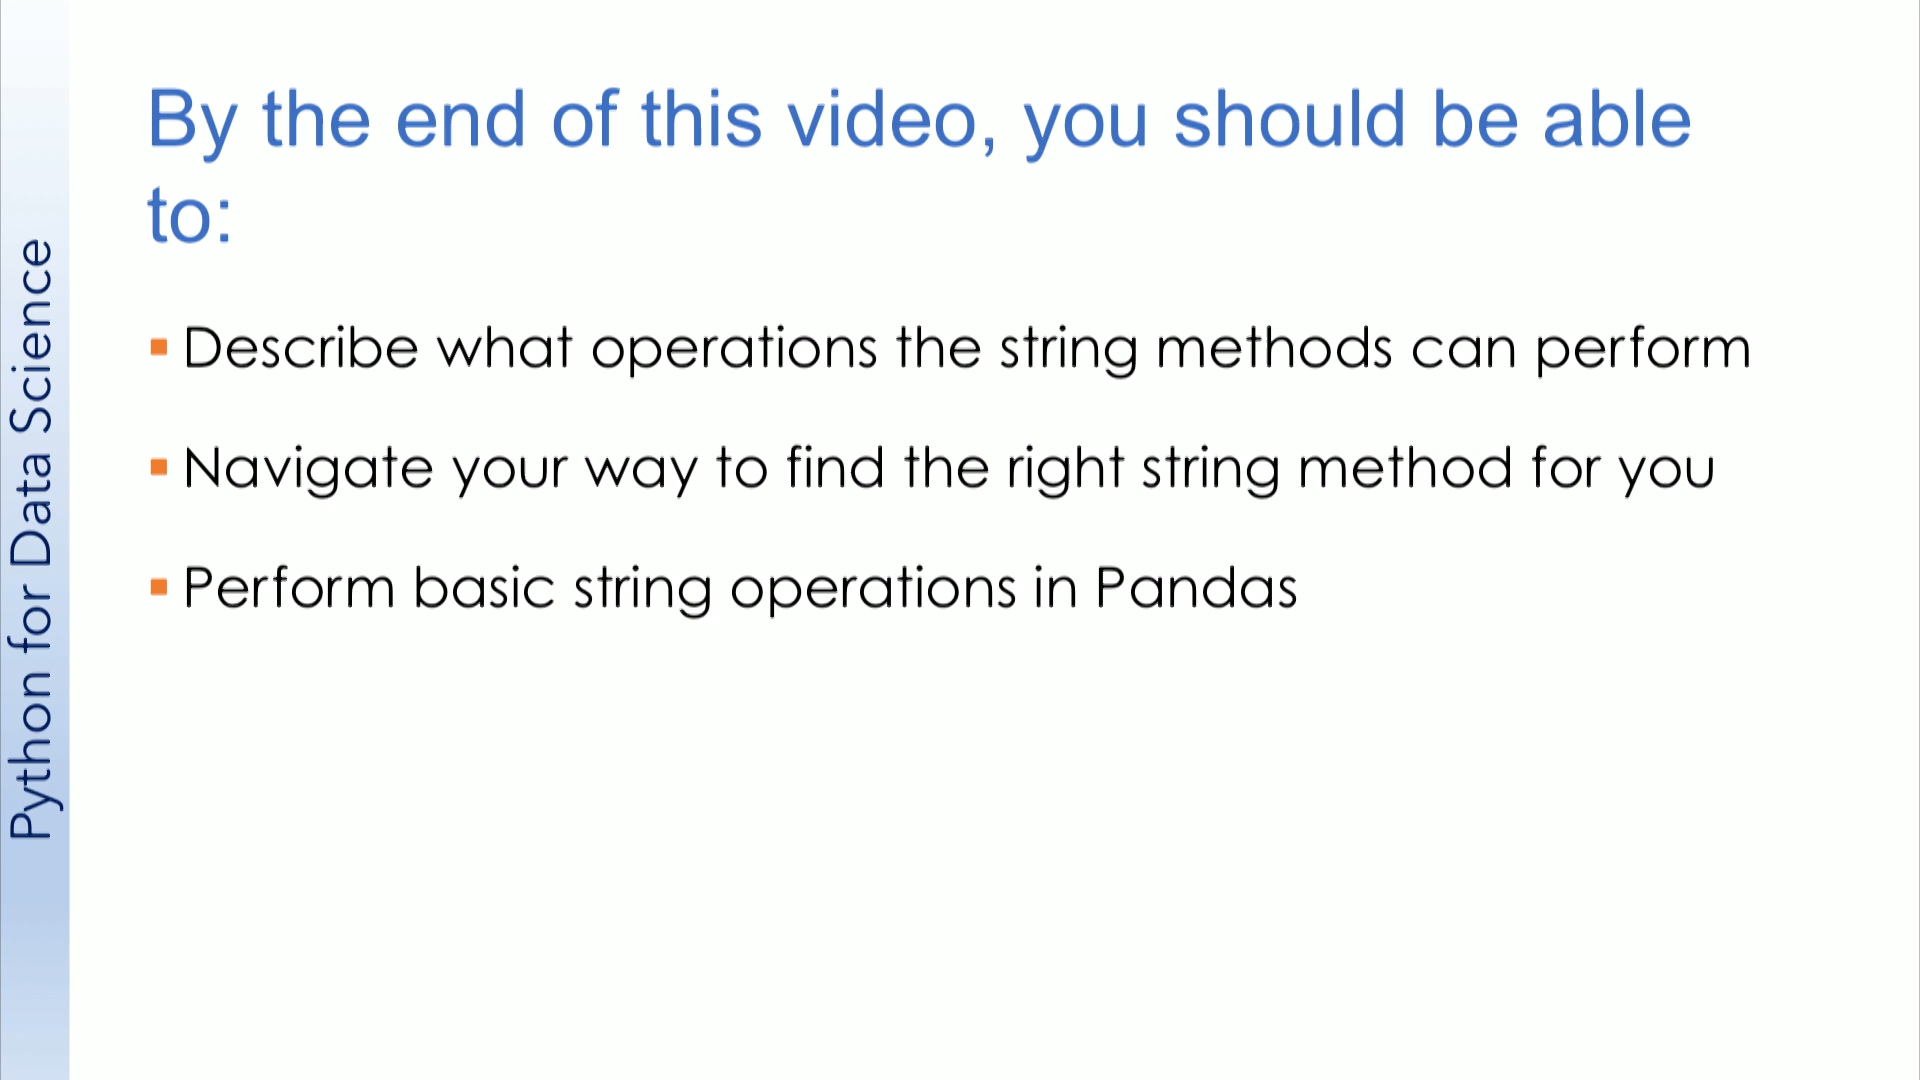 By the end of this video, you should be able
to:
Describe what operations the string methods can perform
Navigate your way to find the right string method for you
Perform basic string operations in Pandas
Python for Data Science